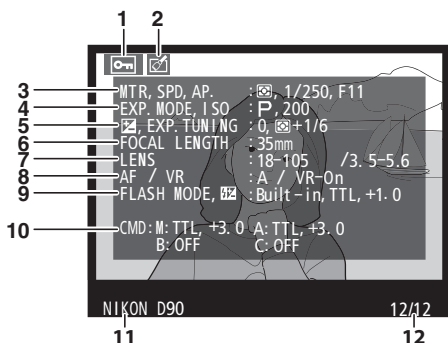 1 2
3 MTR, SPD, AP. : 1/250, F11
4 EXP. MODE, ISO : P, 200
5 , EXP. TUNING : 0, +1/6
6 FOCAL LENGTH : 35mm
7 LENS : 18-105 /3. 5-5. 6
8 AF / VR : A / VR-On
9 FLASH MODE, : Built-in, TTL, +1. 0
10 CMD: M: TTL, +3. 0 A: TTL, +3. 0
B: OFF C: OFF
NIKON D90 12/12
11 12